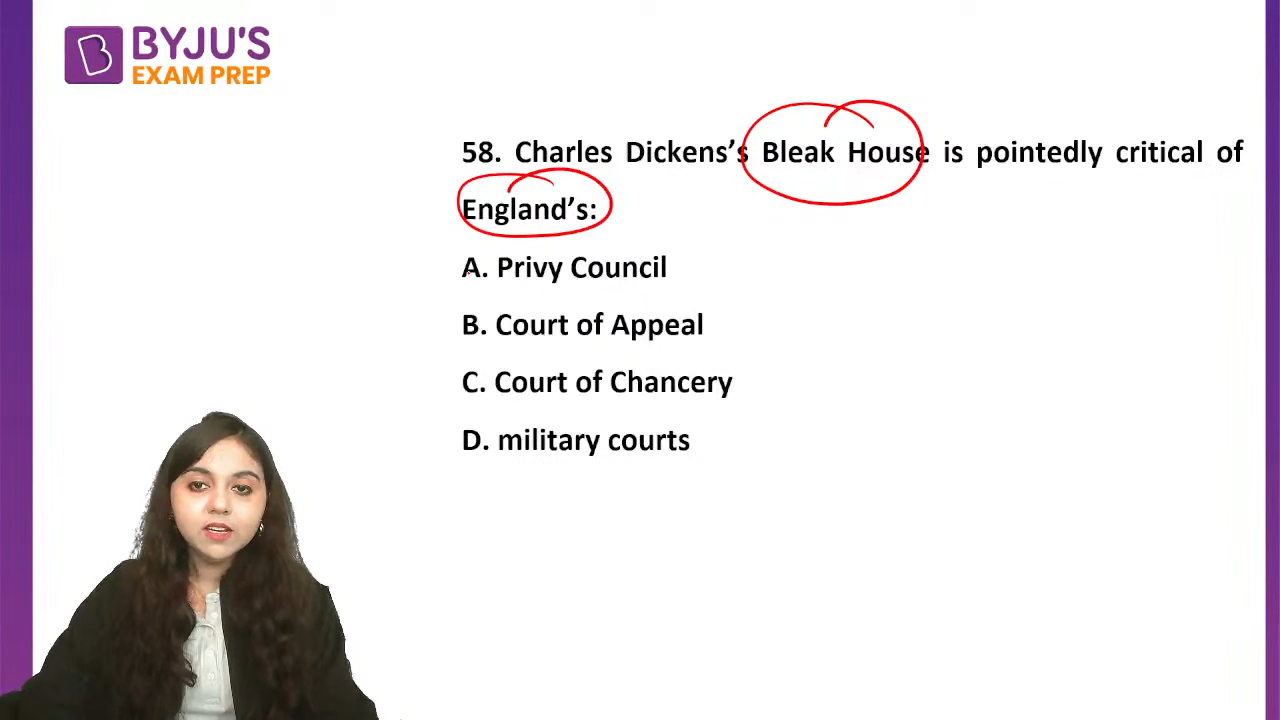 BYJU'S
EXAM PREP
58. Charles Dickens’s Bleak House is pointedly critical of
England’s:
A. Privy Council
B. Court of Appeal
C. Court of Chancery
D. military courts